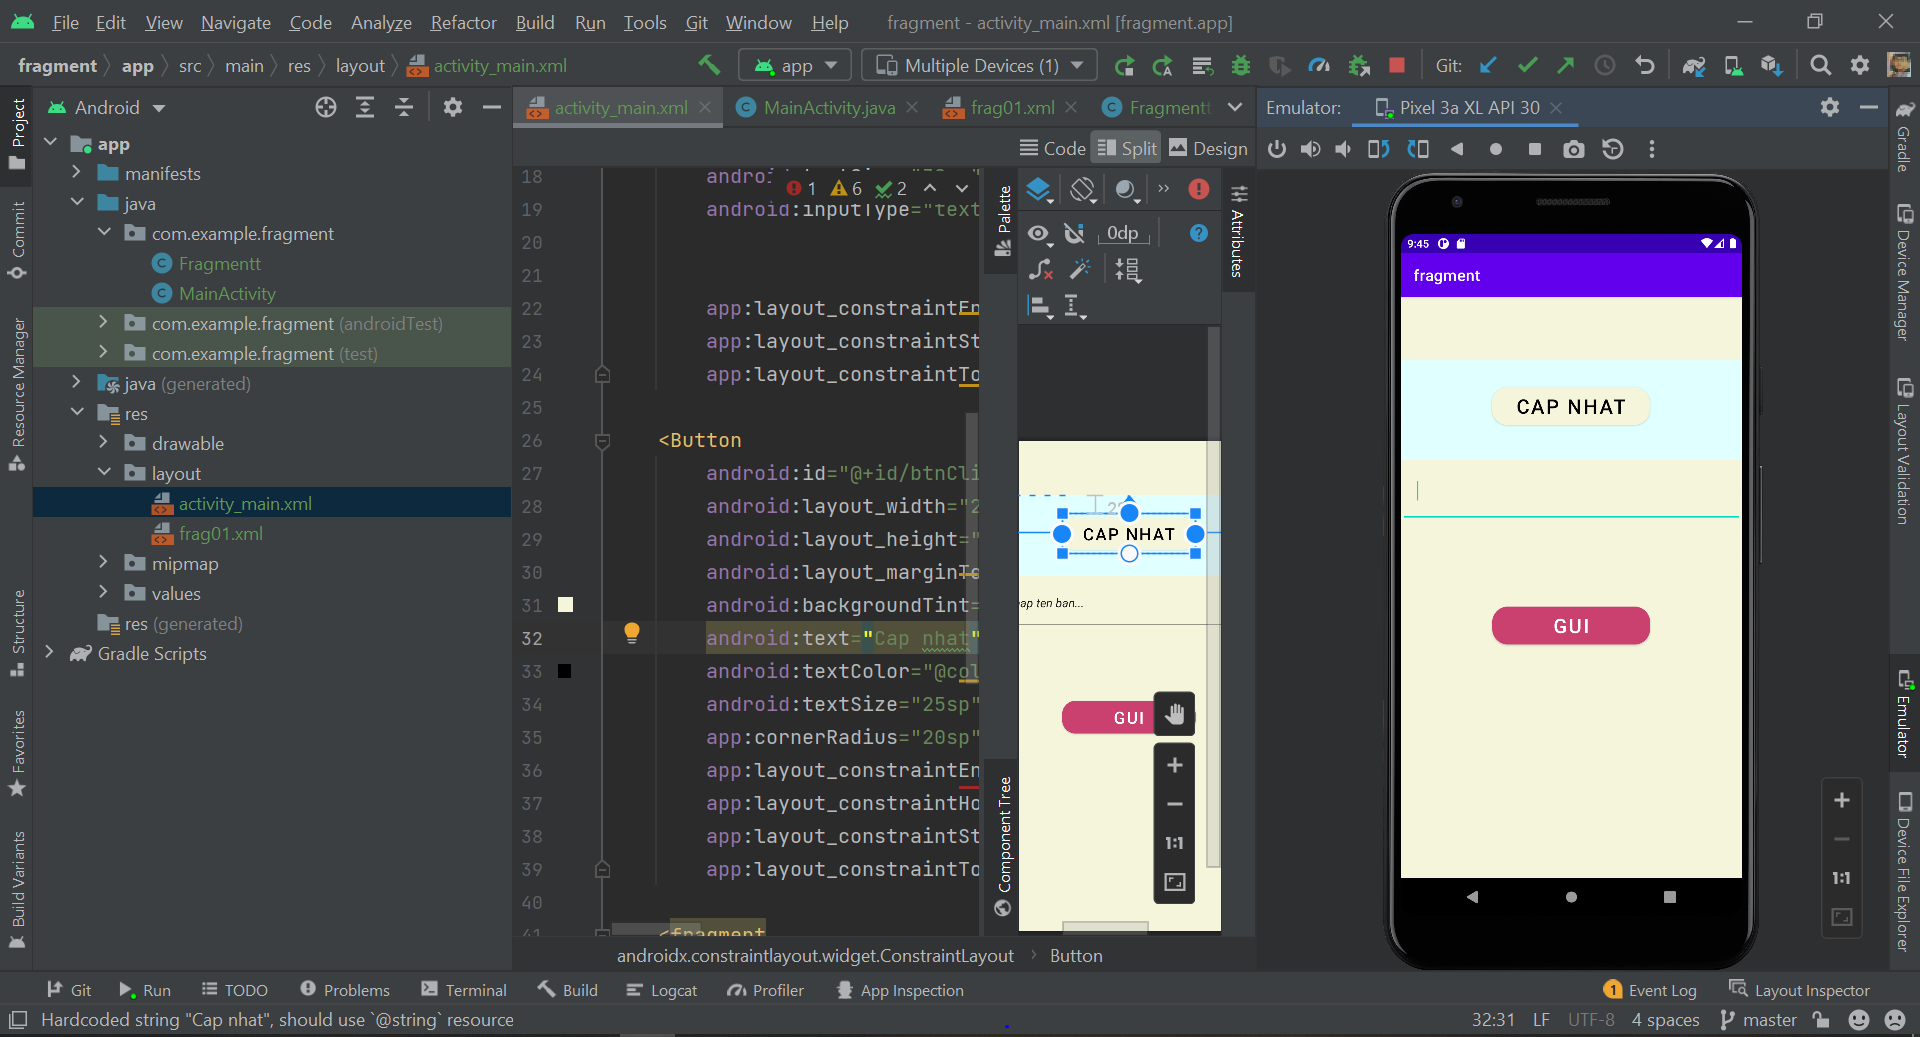 File Edit View Navigate Code Analyze Refactor Build Run Tools Git Window Help fragment - activity_main.xml [fragment.app]
fragment app src main res layout activity_main.xml app Multiple Devices (1) Git:
Android
activity_main.xml MainActivity.java frag01.xml Fragmentt
Emulator: Pixel 3a XL API 30
Code Split Design
Project
Commit
Resource Manager
Structure
Favorites
Build Variants
app
manifests
java
com.example.fragment
Fragmentt
MainActivity
com.example.fragment (androidTest)
com.example.fragment (test)
java (generated)
res
drawable
layout
activity_main.xml
frag01.xml
mipmap
values
res (generated)
Gradle Scripts
1 6 2
18
19 android:inputType="text
20
21
22 app:layout_constraintEn
23 app:layout_constraintSt
24 app:layout_constraintTo
25
26 <Button
27 android:id="@+id/btnCli
28 android:layout_width="2
29 android:layout_height="
30 android:layout_marginTo
31 android:backgroundTint=
32 android:text="Cap nhat"
33 android:textColor="@col
34 android:textSize="25sp"
35 app:cornerRadius="20sp"
36 app:layout_constraintEn
37 app:layout_constraintHo
38 app:layout_constraintSt
39 app:layout_constraintTo
40
41 <fragment
androidx.constraintlayout.widget.ConstraintLayout Button
Palette
Component Tree
0dp
Attributes
CAP NHAT
ap ten ban...
GUI
1:1
9:45
fragment
CAP NHAT
GUI
1:1
Gradle
Device Manager
Layout Validation
Emulator
Device File Explorer
Git Run TODO Problems Terminal Build Logcat Profiler App Inspection 1 Event Log Layout Inspector
Hardcoded string "Cap nhat", should use `@string` resource 32:31 LF UTF-8 4 spaces master